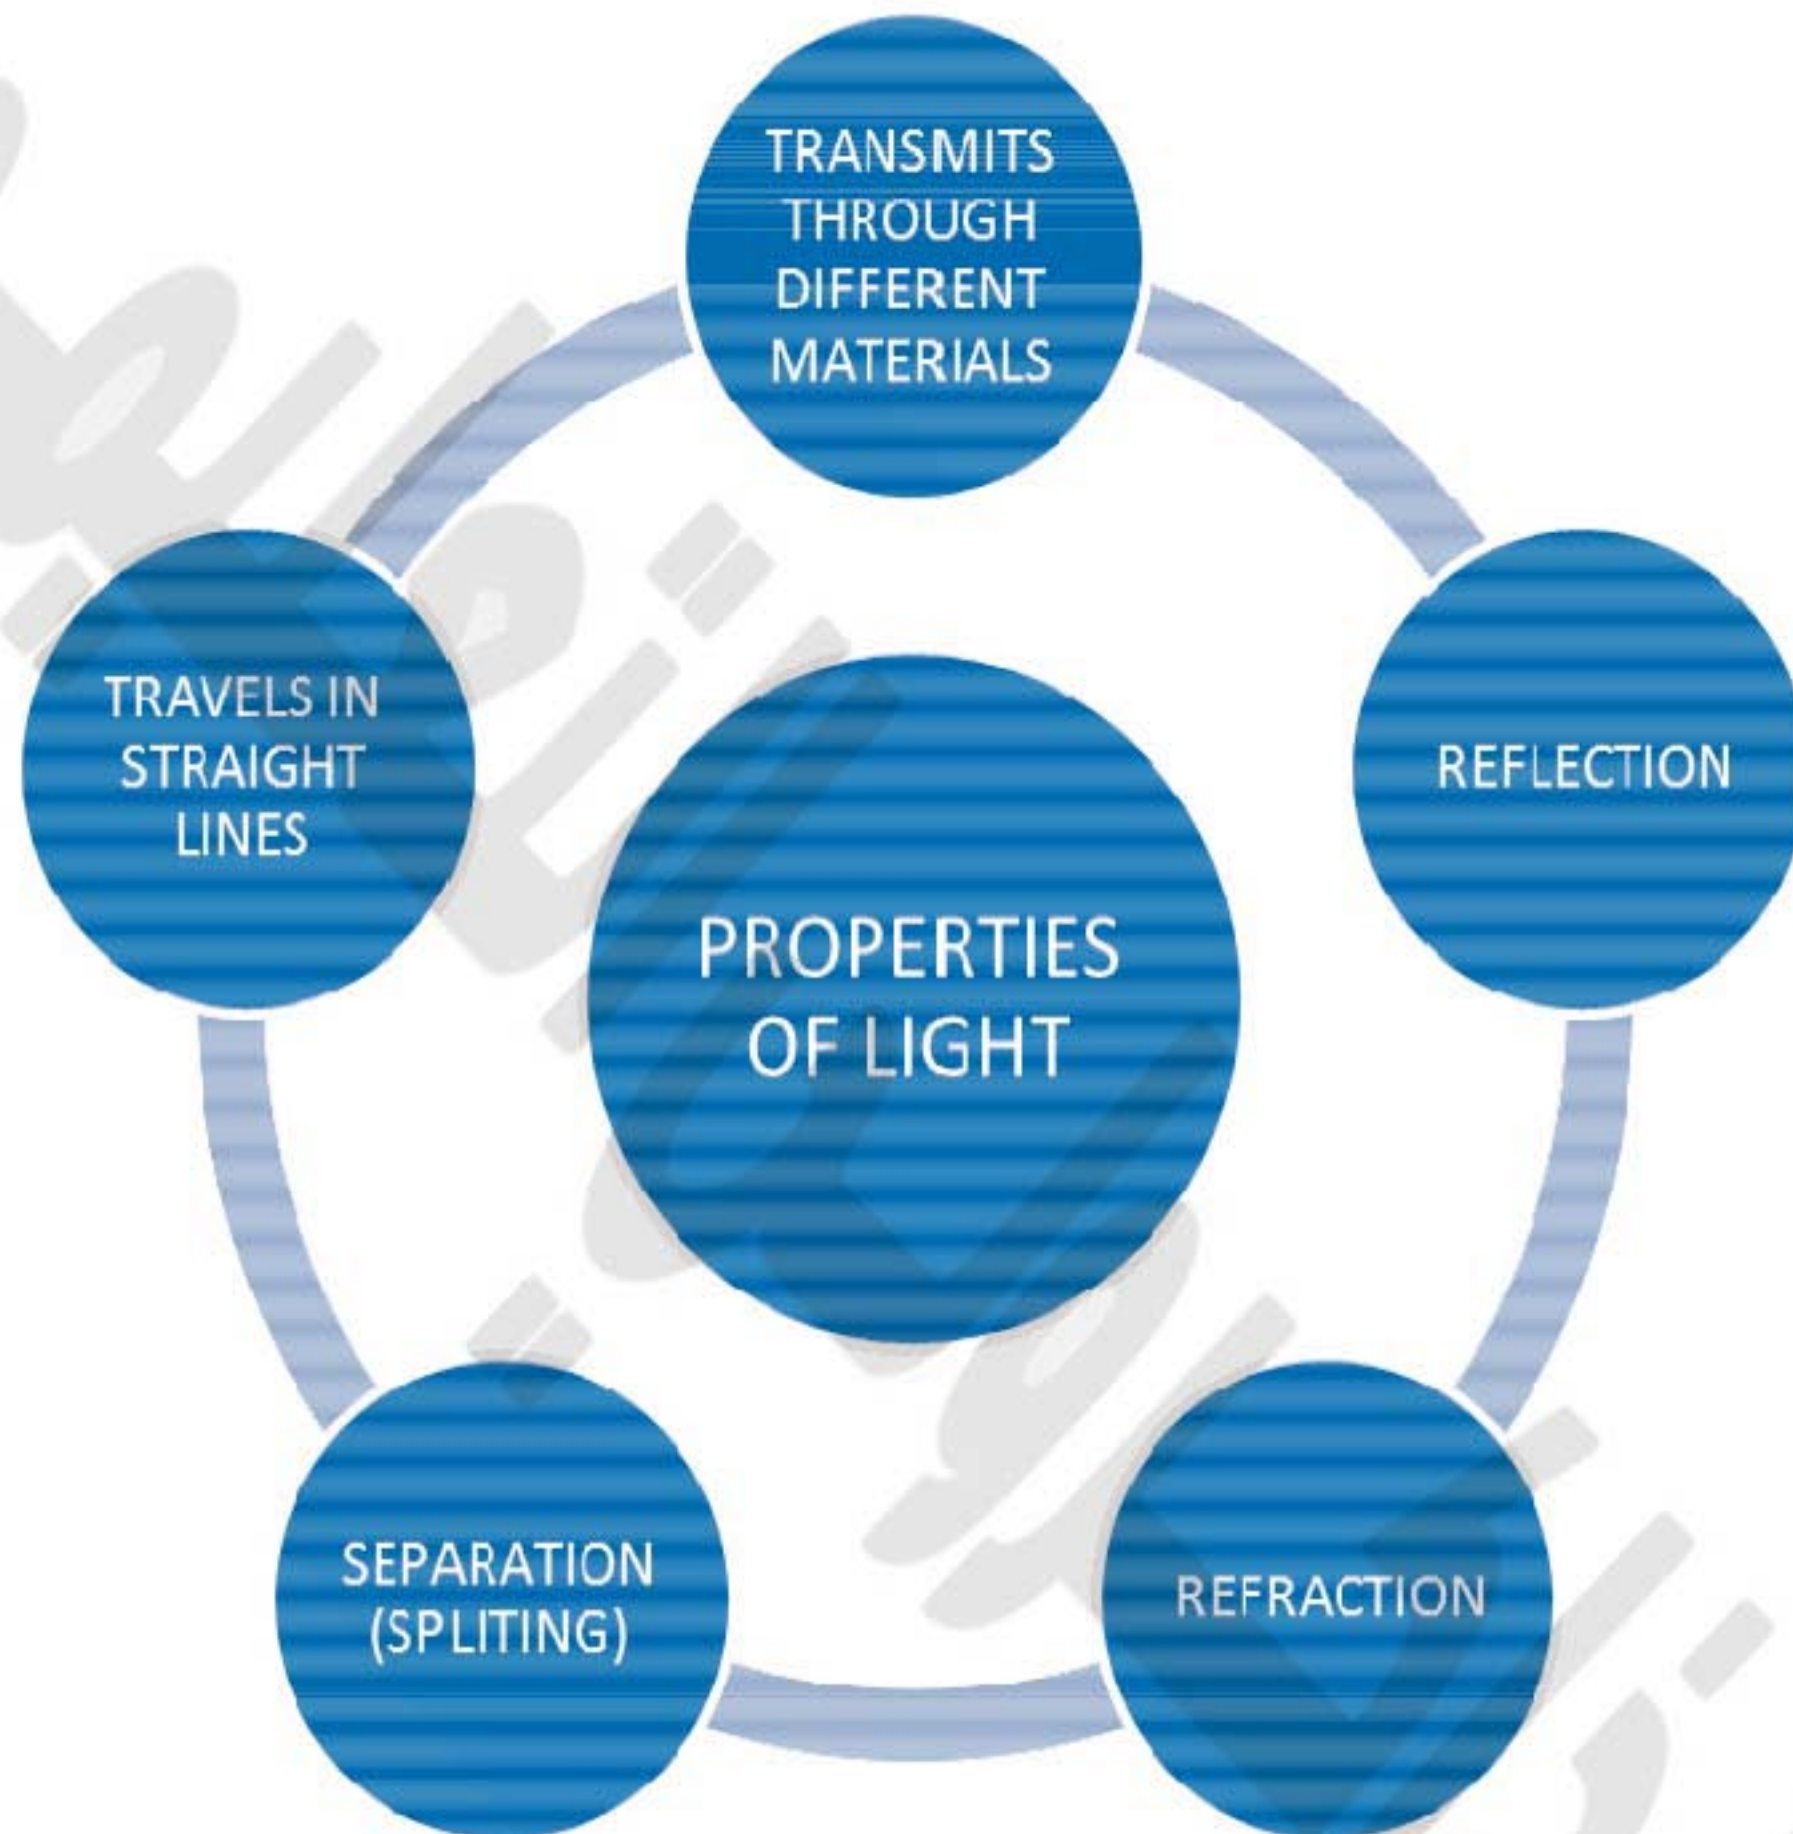 TRANSMITS
THROUGH
DIFFERENT
MATERIALS
REFLECTION
REFRACTION
SEPARATION
(SPLITING)
TRAVELS IN
STRAIGHT
LINES
PROPERTIES
OF LIGHT